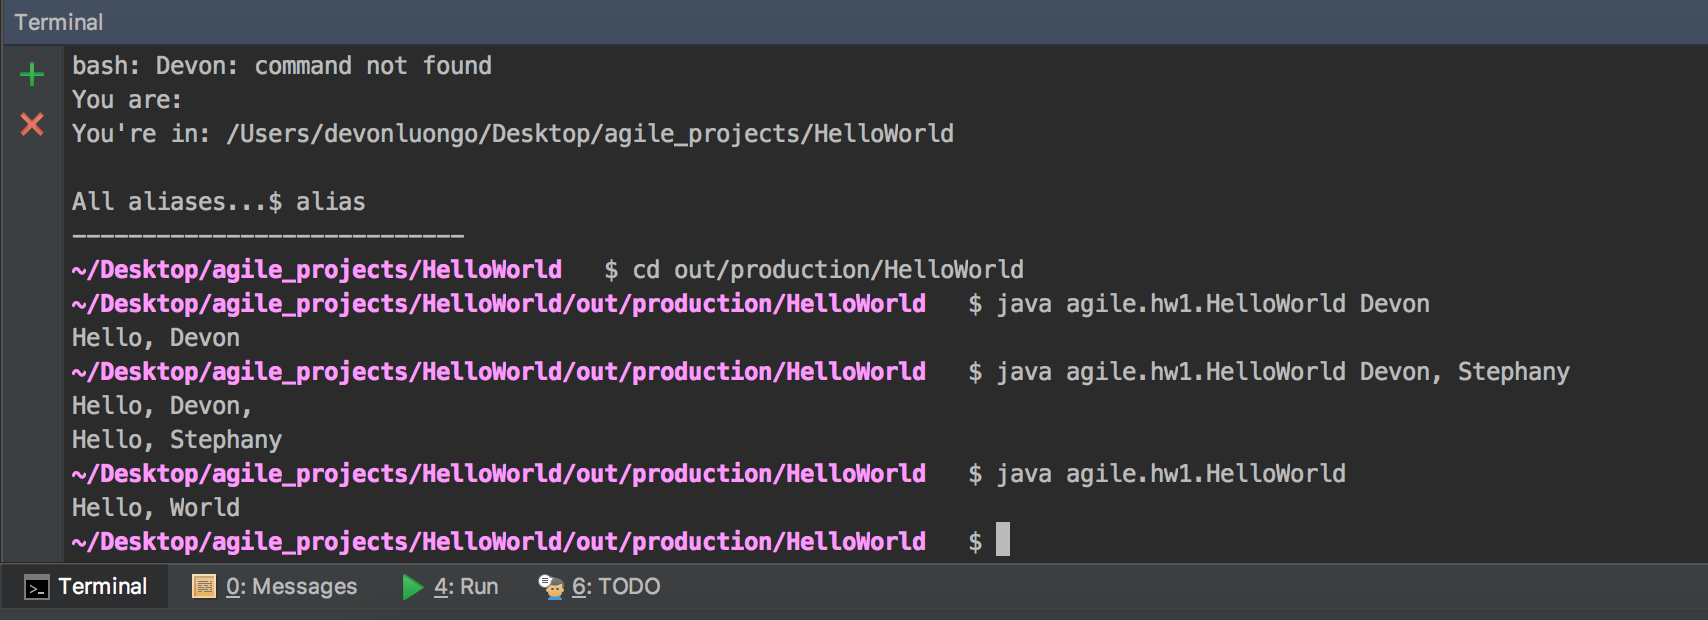 Terminal
bash: Devon: command not found
You are:
You're in: /Users/devonluongo/Desktop/agile_projects/HelloWorld
All aliases...$ alias
----------------------------
~/Desktop/agile_projects/HelloWorld   $ cd out/production/HelloWorld
~/Desktop/agile_projects/HelloWorld/out/production/HelloWorld   $ java agile.hw1.HelloWorld Devon
Hello, Devon
~/Desktop/agile_projects/HelloWorld/out/production/HelloWorld   $ java agile.hw1.HelloWorld Devon, Stephany
Hello, Devon,
Hello, Stephany
~/Desktop/agile_projects/HelloWorld/out/production/HelloWorld   $ java agile.hw1.HelloWorld
Hello, World
~/Desktop/agile_projects/HelloWorld/out/production/HelloWorld   $
Terminal 0: Messages 4: Run 6: TODO